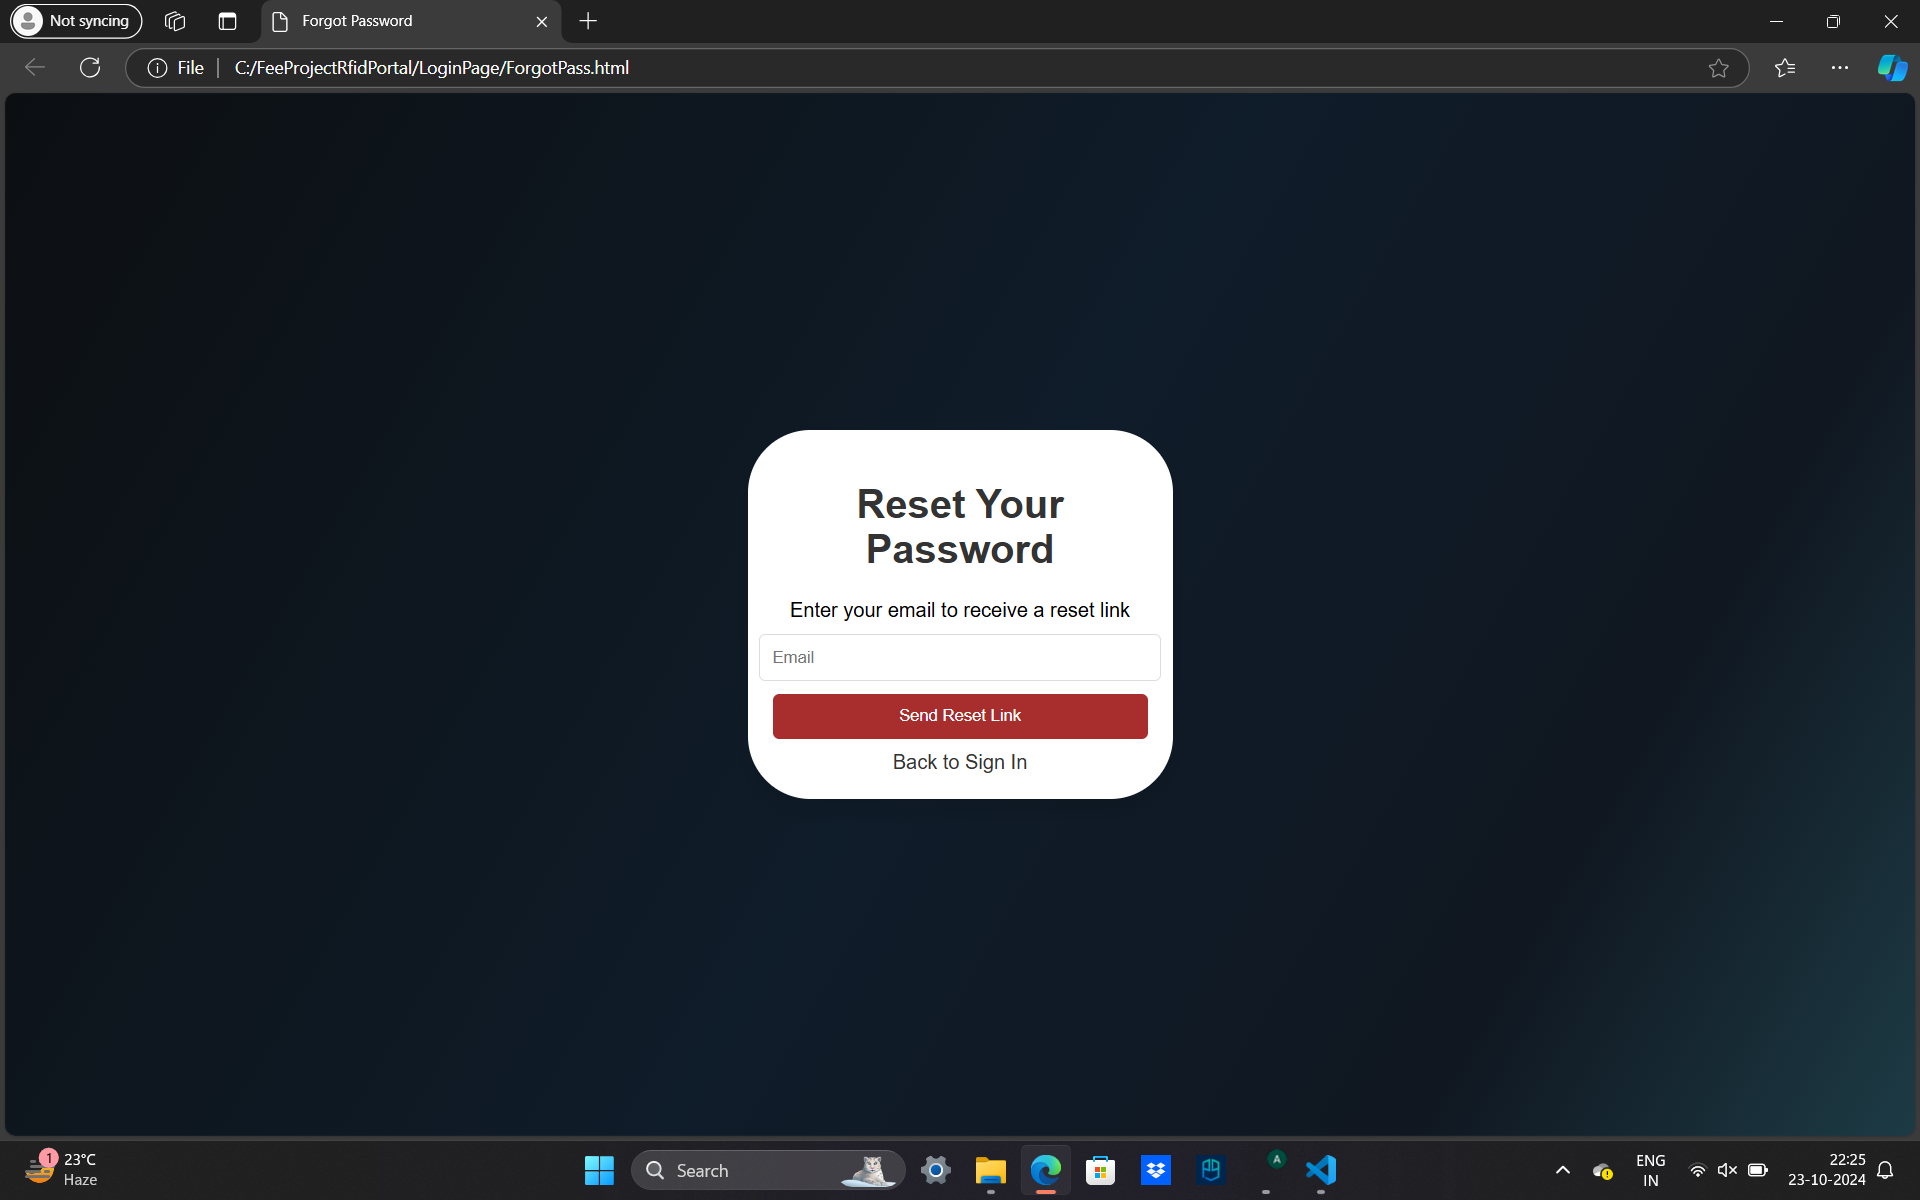 Not syncing
Forgot Password
File
C:/FeeProjectRfidPortal/LoginPage/ForgotPass.html
Reset Your
Password
Enter your email to receive a reset link
Email
Send Reset Link
Back to Sign In
1
23°C
Haze
Search
PG
A
ENG
IN
22:25
23-10-2024